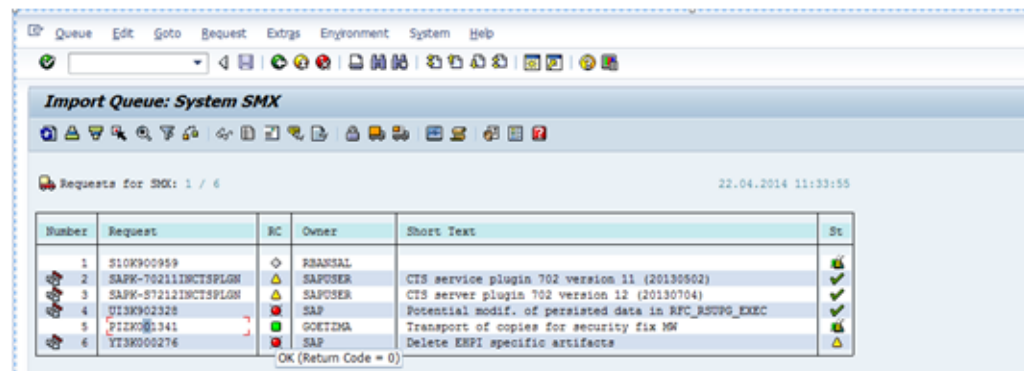 Queue Edit Goto Request Extras Environment System Help
Import Queue: System SMX
Requests for SMX: 1 / 6 22.04.2014 11:33:55
Number Request RC Owner Short Text St
1 S10K900959 RBANSAL
2 SAPK-70211INCTSPLGN SAPUSER CTS service plugin 702 version 11 (20130502)
3 SAPK-S7212INCTSPLGN SAPUSER CTS server plugin 702 version 12 (20130704)
4 UI3K902328 SAP Potential modif. of persisted data in RFC_RSUPG_EXEC
5 PIZK001341 GOETZMA Transport of copies for security fix MW
6 YT3K000276 SAP Delete EHPI specific artifacts
OK (Return Code = 0)